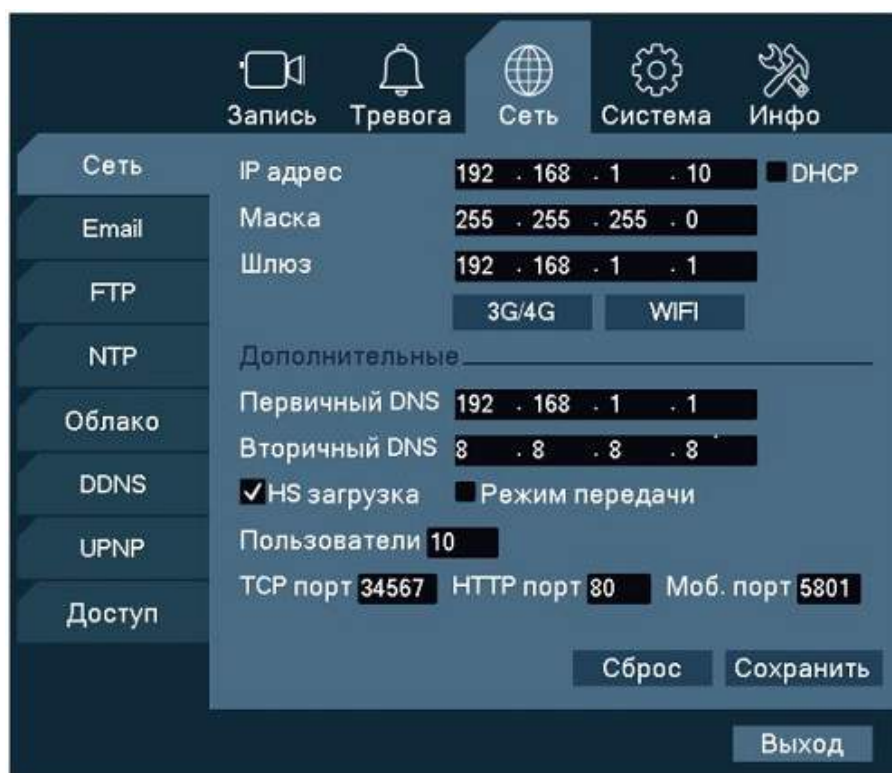 Запись Тревога Сеть Система Инфо
Сеть
Email
FTP
NTP
Облако
DDNS
UPNP
Доступ
IP адрес 192 . 168 . 1 . 10 DHCP
Маска 255 . 255 . 255 . 0
Шлюз 192 . 168 . 1 . 1
3G/4G WIFI
Дополнительные
Первичный DNS 192 . 168 . 1 . 1
Вторичный DNS 8 . 8 . 8 . 8
HS загрузка Режим передачи
Пользователи 10
TCP порт 34567 HTTP порт 80 Моб. порт 5801
Сброс Сохранить
Выход